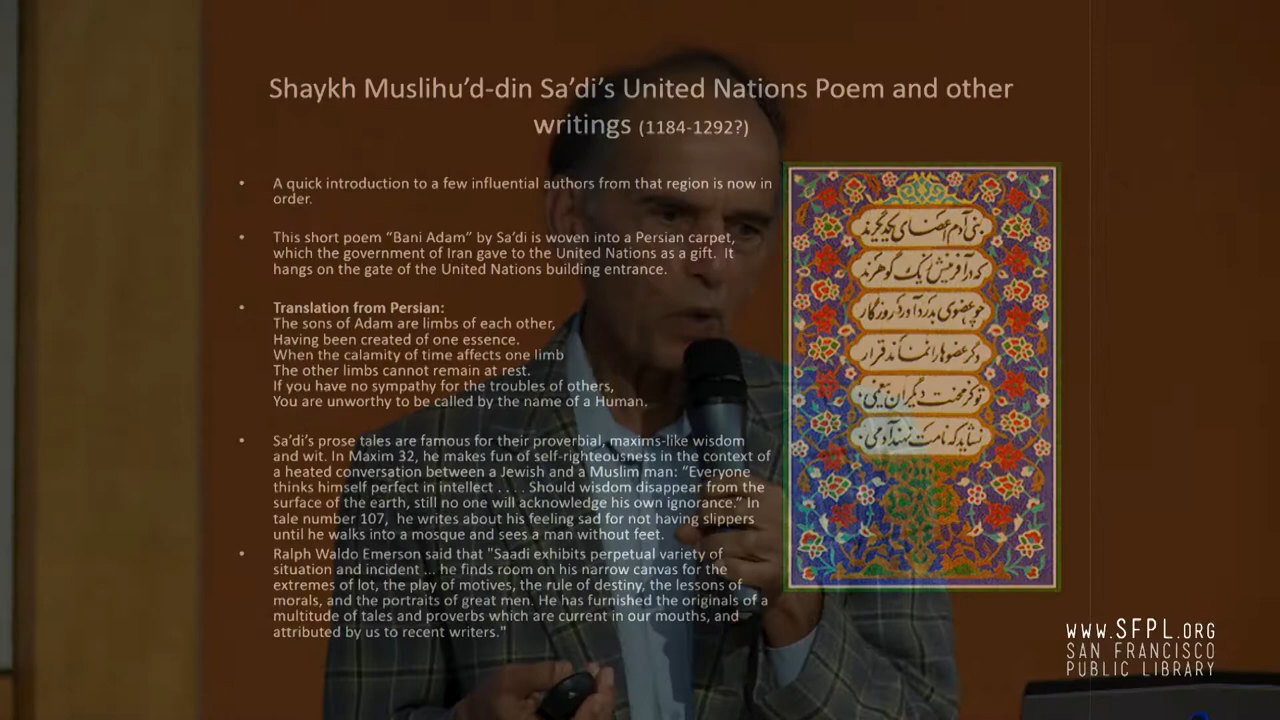 Shaykh Muslihu’d-din Sa’di’s United Nations Poem and other
writings (1184-1292?)
• A quick introduction to a few influential authors from that region is now in
order.
• This short poem “Bani Adam” by Sa’di is woven into a Persian carpet,
which the government of Iran gave to the United Nations as a gift. It
hangs on the gate of the United Nations building entrance.
• Translation from Persian:
The sons of Adam are limbs of each other,
Having been created of one essence.
When the calamity of time affects one limb
The other limbs cannot remain at rest.
If you have no sympathy for the troubles of others,
You are unworthy to be called by the name of a Human.
• Sa’di’s prose tales are famous for their proverbial, maxims-like wisdom
and wit. In Maxim 32, he makes fun of self-righteousness in the context of
a heated conversation between a Jewish and a Muslim man: “Everyone
thinks himself perfect in intellect . . . . Should wisdom disappear from the
surface of the earth, still no one will acknowledge his own ignorance.” In
tale number 107, he writes about his feeling sad for not having slippers
until he walks into a mosque and sees a man without feet.
• Ralph Waldo Emerson said that "Saadi exhibits perpetual variety of
situation and incident ... he finds room on his narrow canvas for the
extremes of lot, the play of motives, the rule of destiny, the lessons of
morals, and the portraits of great men. He has furnished the originals of a
multitude of tales and proverbs which are current in our mouths, and
attributed by us to recent writers."
بنی آدم اعضای یکدیگرند
که در آفرینش ز یک گوهرند
چو عضوی بدرد آورد روزگار
دگر عضوها را نماند قرار
تو کز محنت دیگران بیغمی
نشاید که نامت نهند آدمی
WWW.SFPL.ORG
SAN FRANCISCO
PUBLIC LIBRARY